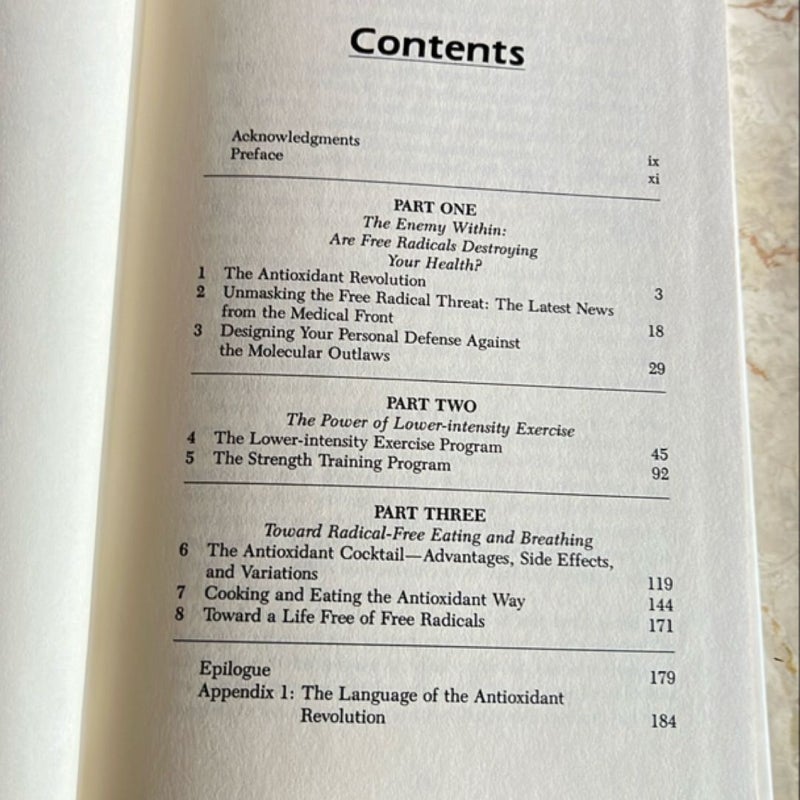 Contents
Acknowledgments ix
Preface xi
PART ONE
The Enemy Within:
Are Free Radicals Destroying
Your Health?
1 The Antioxidant Revolution 3
2 Unmasking the Free Radical Threat: The Latest News
from the Medical Front 18
3 Designing Your Personal Defense Against
the Molecular Outlaws 29
PART TWO
The Power of Lower-intensity Exercise
4 The Lower-intensity Exercise Program 45
5 The Strength Training Program 92
PART THREE
Toward Radical-Free Eating and Breathing
6 The Antioxidant Cocktail—Advantages, Side Effects,
and Variations 119
7 Cooking and Eating the Antioxidant Way 144
8 Toward a Life Free of Free Radicals 171
Epilogue 179
Appendix 1: The Language of the Antioxidant
Revolution 184